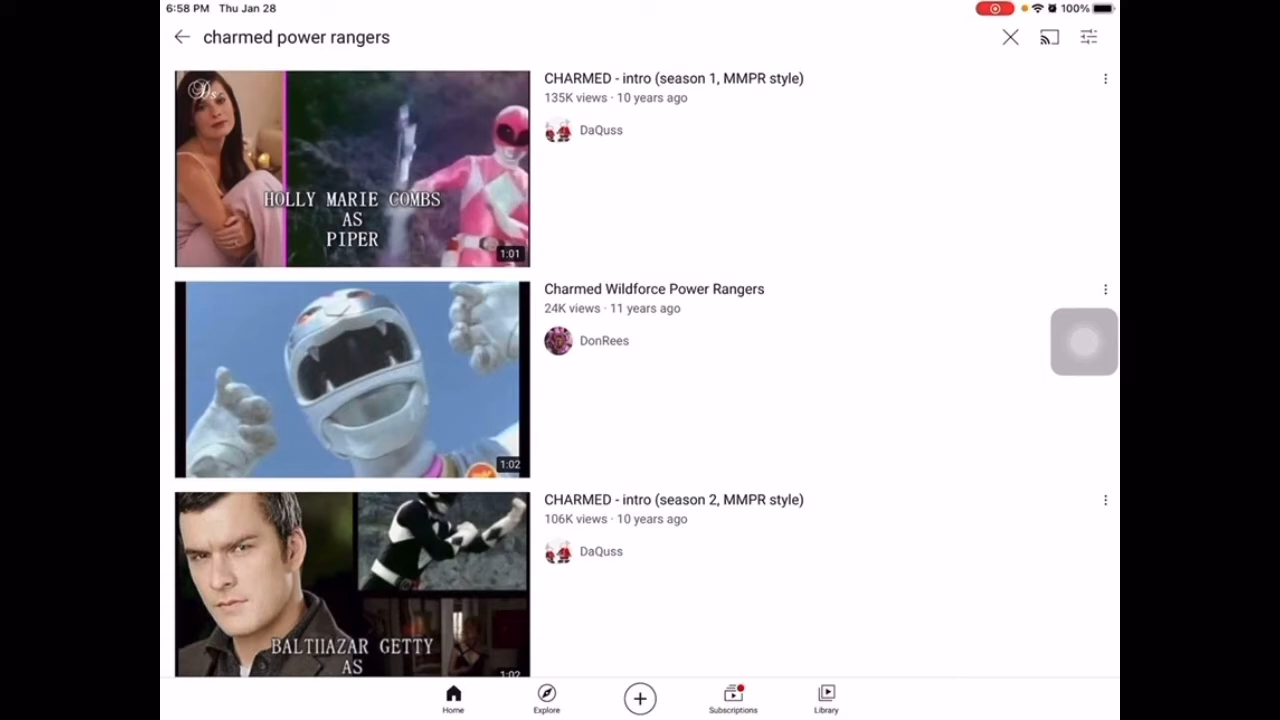 6:58 PM Thu Jan 28
100%
charmed power rangers
HOLLY MARIE COMBS
AS
PIPER
1:01
CHARMED - intro (season 1, MMPR style)
135K views · 10 years ago
DaQuss
1:02
Charmed Wildforce Power Rangers
24K views · 11 years ago
DonRees
BALTHAZAR GETTY
AS
1:02
CHARMED - intro (season 2, MMPR style)
106K views · 10 years ago
DaQuss
Home
Explore
Subscriptions
Library